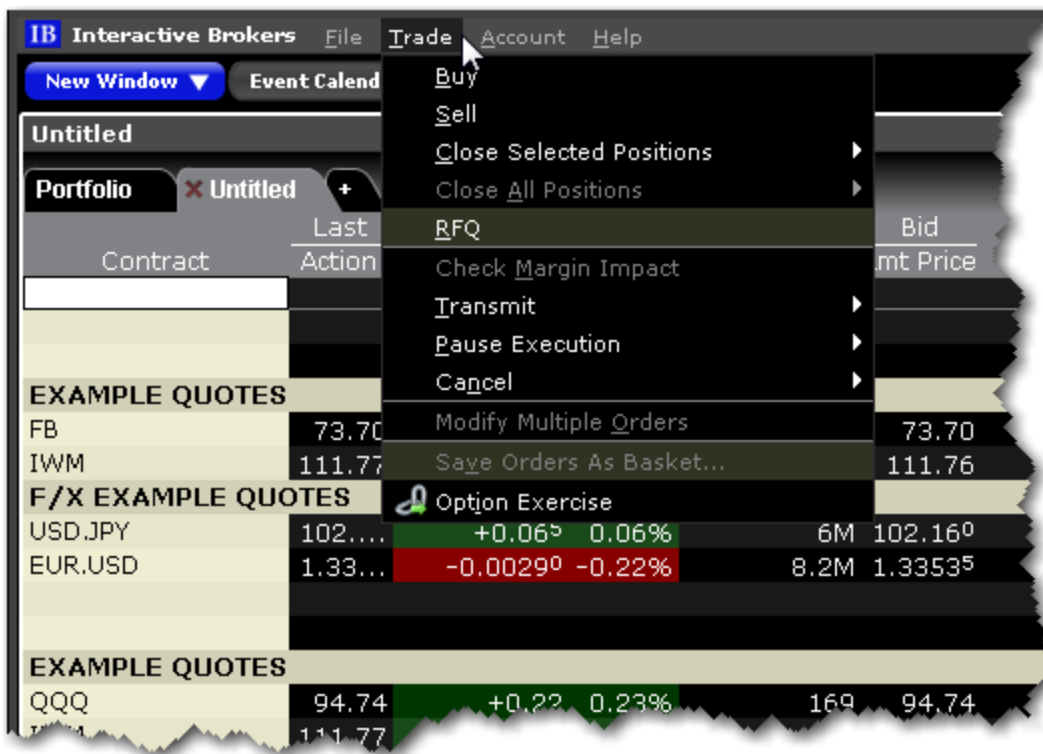 IB Interactive Brokers File Trade Account Help
New Window ▼ Event Calend
Buy
Sell
Close Selected Positions
Close All Positions
RFQ
Check Margin Impact
Transmit
Pause Execution
Cancel
Modify Multiple Orders
Save Orders As Basket...
Option Exercise
Untitled
Portfolio Untitled +
Last Bid
Contract Action Price
EXAMPLE QUOTES
FB 73.70 73.70
IWM 111.77 111.76
F/X EXAMPLE QUOTES
USD.JPY 102.... +0.06⁵ 0.06% 6M 102.16⁰
EUR.USD 1.33... -0.0029⁰ -0.22% 8.2M 1.3353⁵
EXAMPLE QUOTES
QQQ 94.74 +0.22 0.23% 169 94.74
111.77